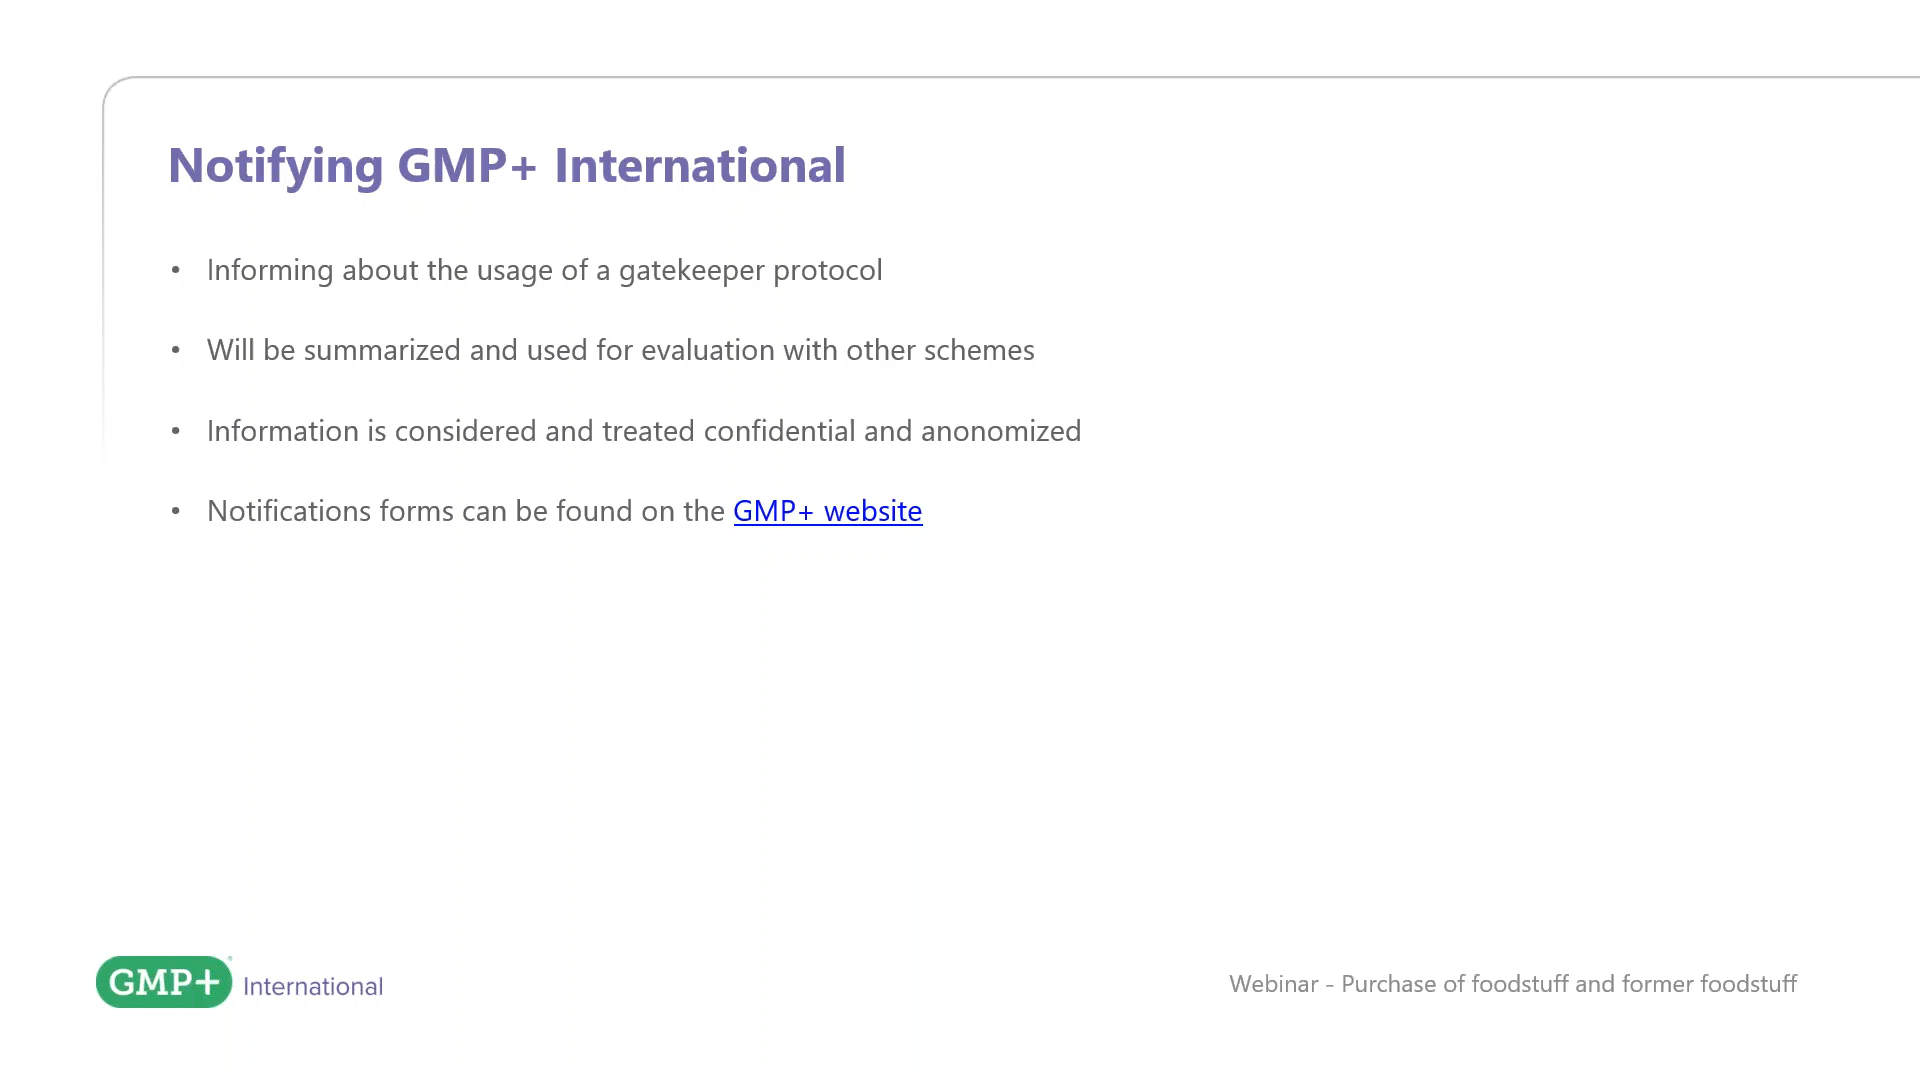 Notifying GMP+ International
• Informing about the usage of a gatekeeper protocol
• Will be summarized and used for evaluation with other schemes
• Information is considered and treated confidential and anonomized
• Notifications forms can be found on the GMP+ website
GMP+ International
Webinar - Purchase of foodstuff and former foodstuff